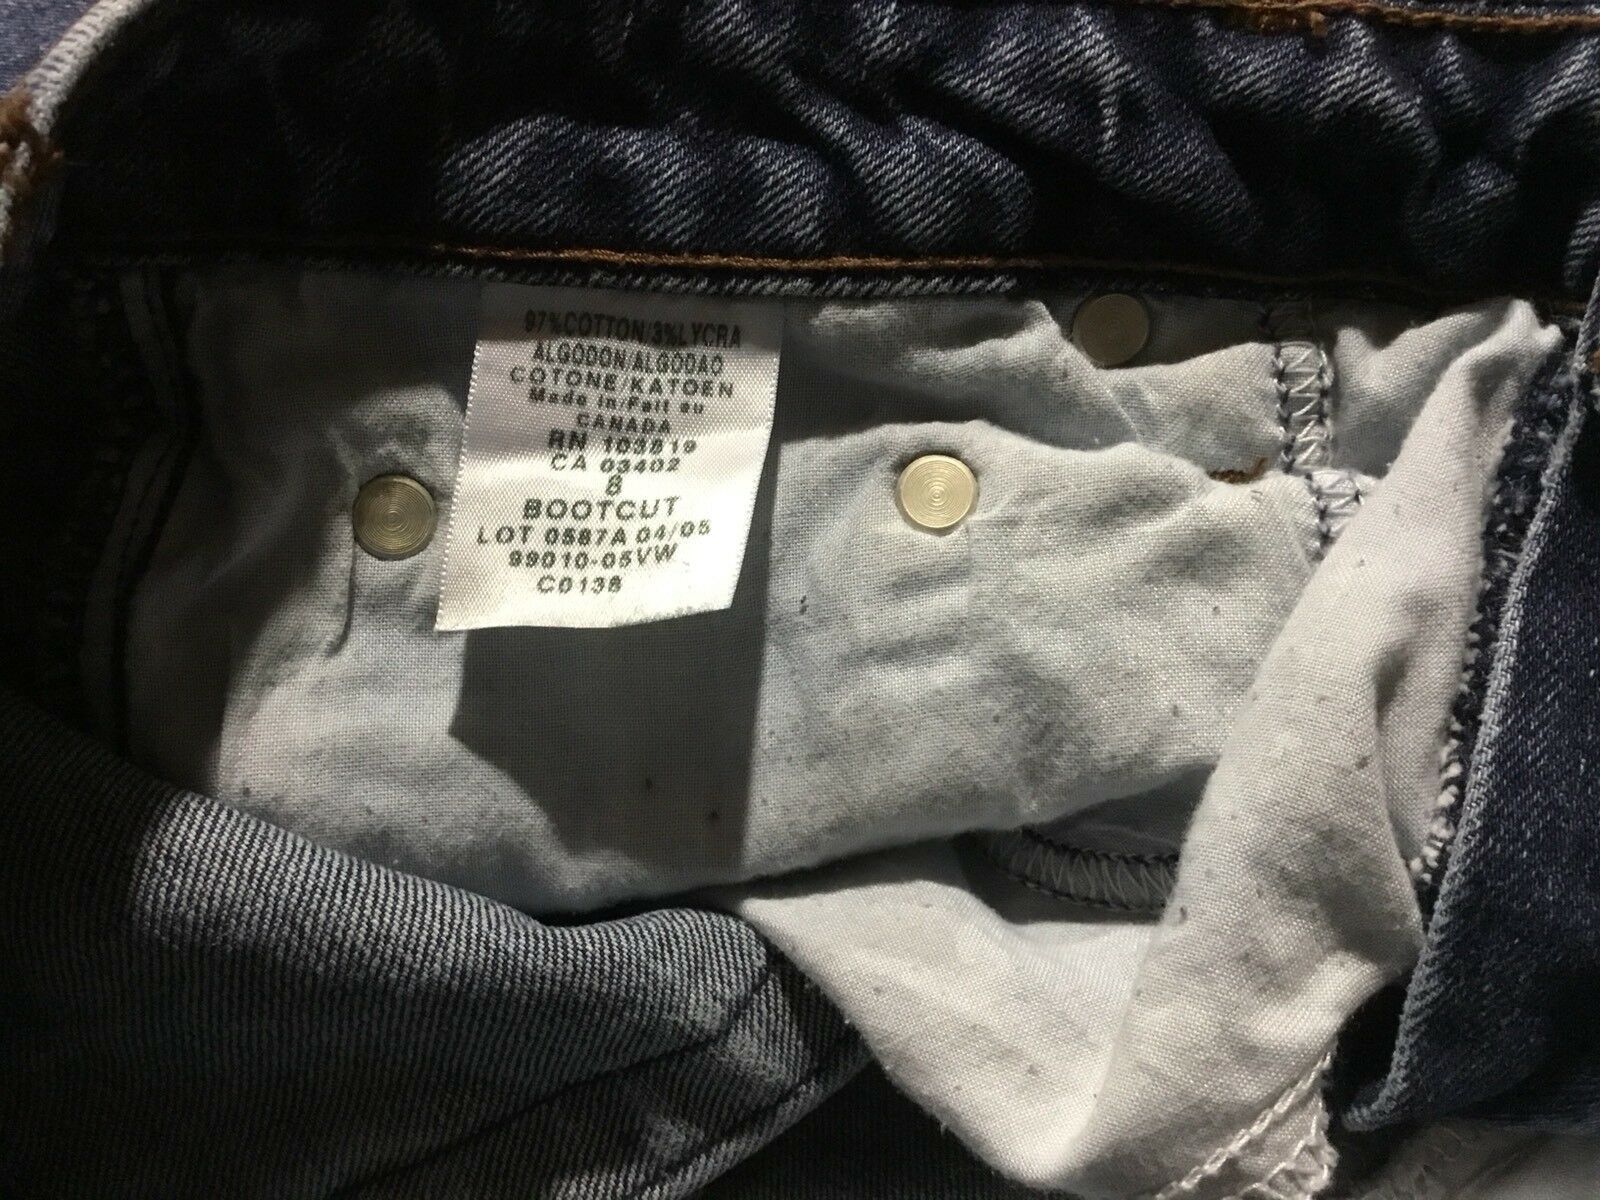 97%COTTON/3%LYCRA
ALGODON/ALGODAO
COTONE/KATOEN
Made in/Fait au
CANADA
RN 103819
CA 03402
8
BOOTCUT
LOT 0587A 04/05
99010-05VW
C0138